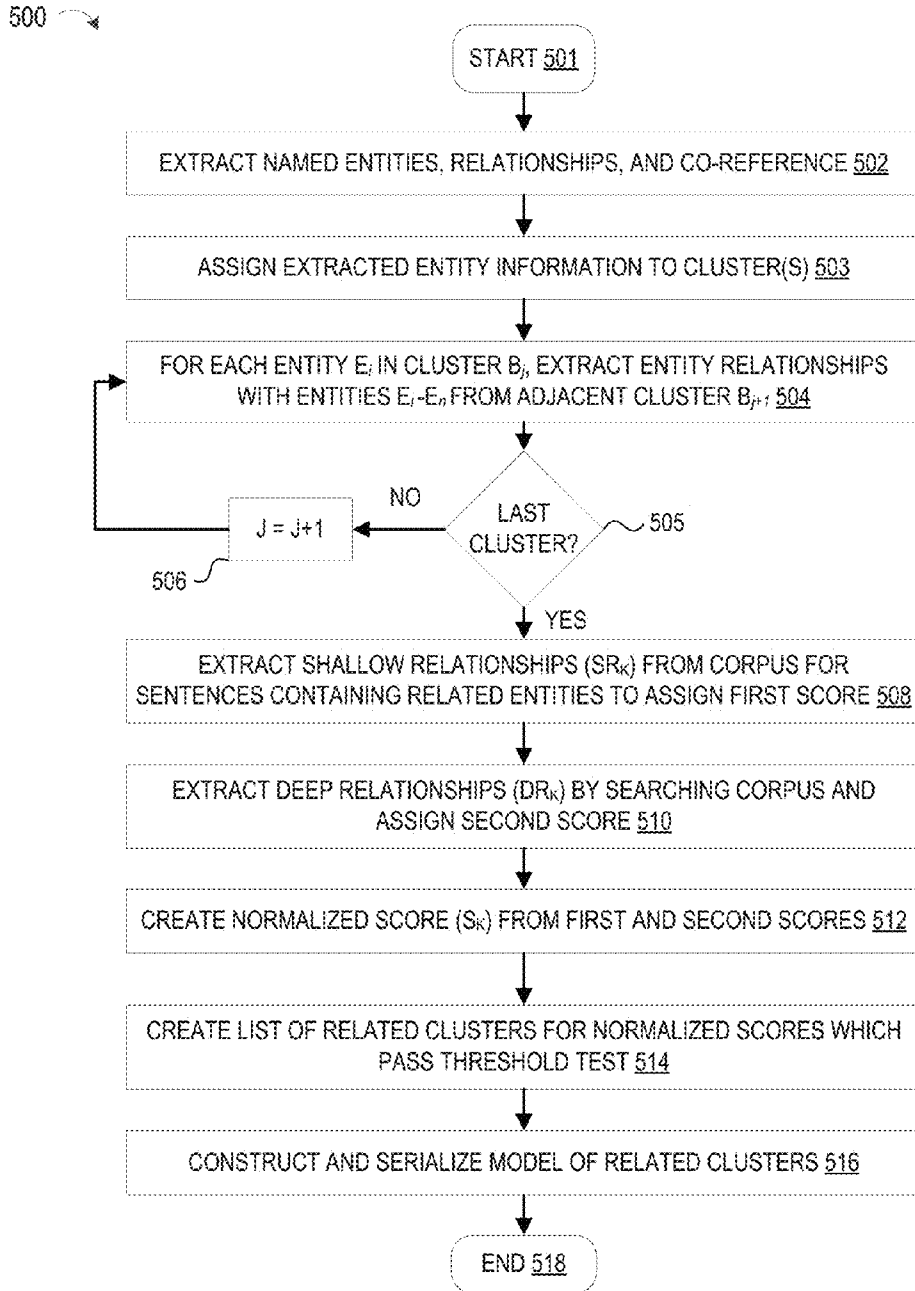 500
START 501
EXTRACT NAMED ENTITIES, RELATIONSHIPS, AND CO-REFERENCE 502
ASSIGN EXTRACTED ENTITY INFORMATION TO CLUSTER(S) 503
FOR EACH ENTITY Ei IN CLUSTER Bj, EXTRACT ENTITY RELATIONSHIPS
WITH ENTITIES Ei-En FROM ADJACENT CLUSTER Bj+1 504
NO
LAST
CLUSTER?
505
J = J+1
506
YES
EXTRACT SHALLOW RELATIONSHIPS (SRK) FROM CORPUS FOR
SENTENCES CONTAINING RELATED ENTITIES TO ASSIGN FIRST SCORE 508
EXTRACT DEEP RELATIONSHIPS (DRK) BY SEARCHING CORPUS AND
ASSIGN SECOND SCORE 510
CREATE NORMALIZED SCORE (SK) FROM FIRST AND SECOND SCORES 512
CREATE LIST OF RELATED CLUSTERS FOR NORMALIZED SCORES WHICH
PASS THRESHOLD TEST 514
CONSTRUCT AND SERIALIZE MODEL OF RELATED CLUSTERS 516
END 518